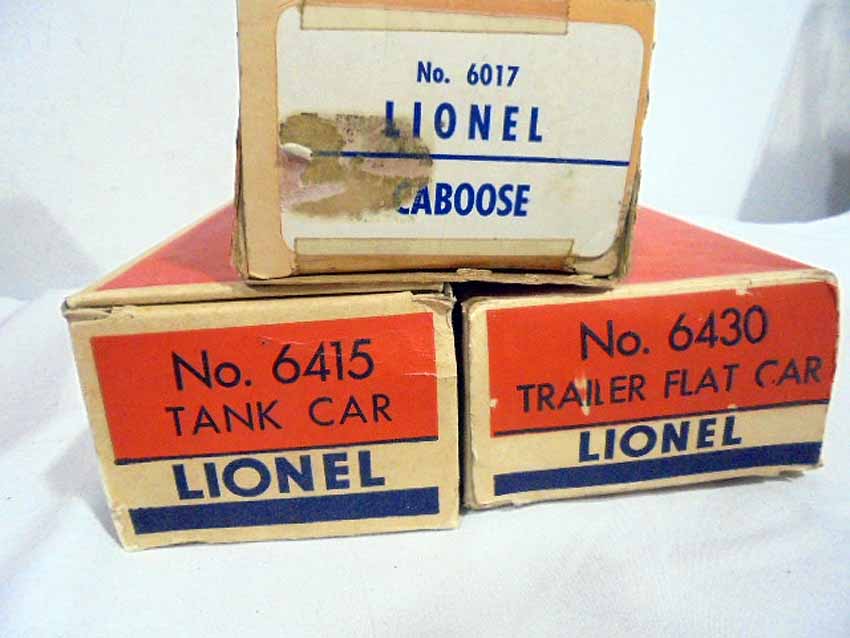 No. 6017
LIONEL
CABOOSE
No. 6415
TANK CAR
LIONEL
No. 6430
TRAILER FLAT CAR
LIONEL